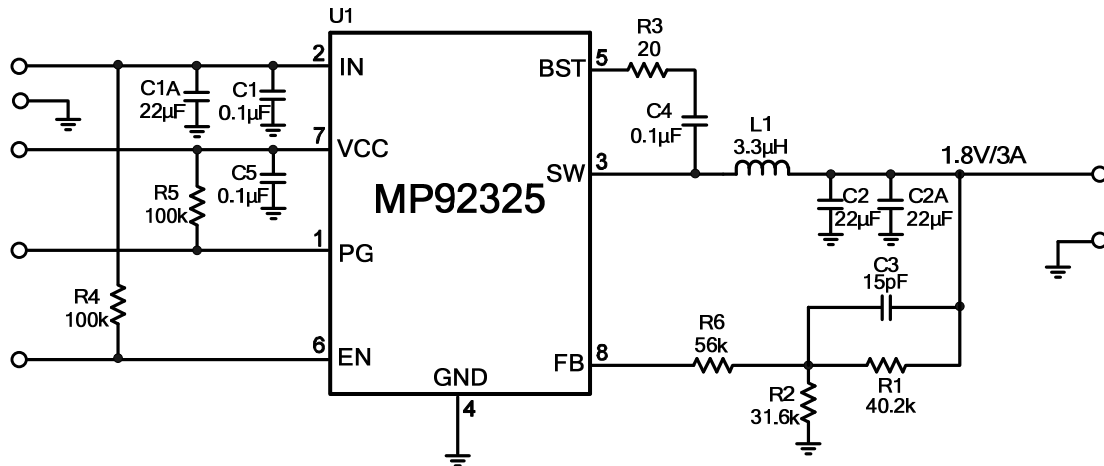 U1
2
IN
C1A
22μF
C1
0.1μF
7
VCC
R5
100k
C5
0.1μF
1
PG
R4
100k
6
EN
MP92325
GND
4
BST
5
R3
20
C4
0.1μF
SW
3
L1
3.3μH
1.8V/3A
C2
22μF
C2A
22μF
C3
15pF
FB
8
R6
56k
R2
31.6k
R1
40.2k